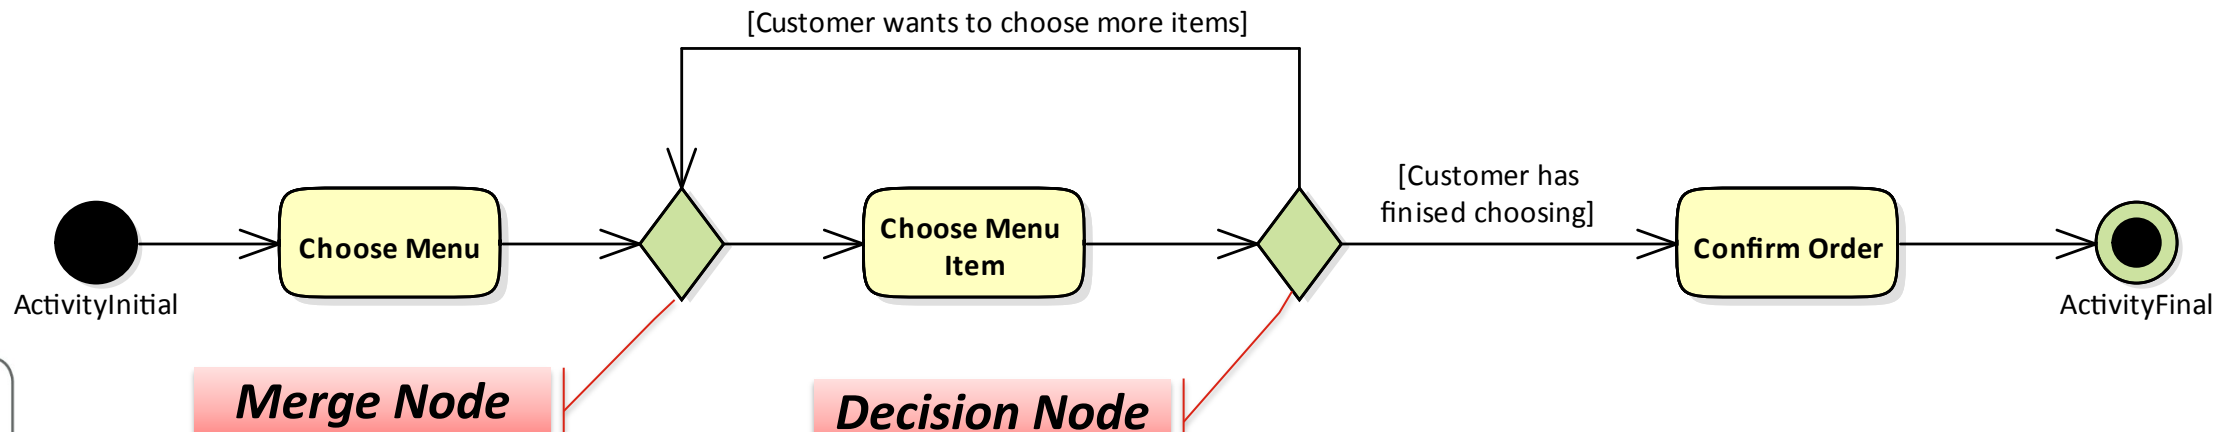 [Customer wants to choose more items]
[Customer has
finised choosing]
Choose Menu
Choose Menu
Item
Confirm Order
ActivityInitial
ActivityFinal
Merge Node
Decision Node